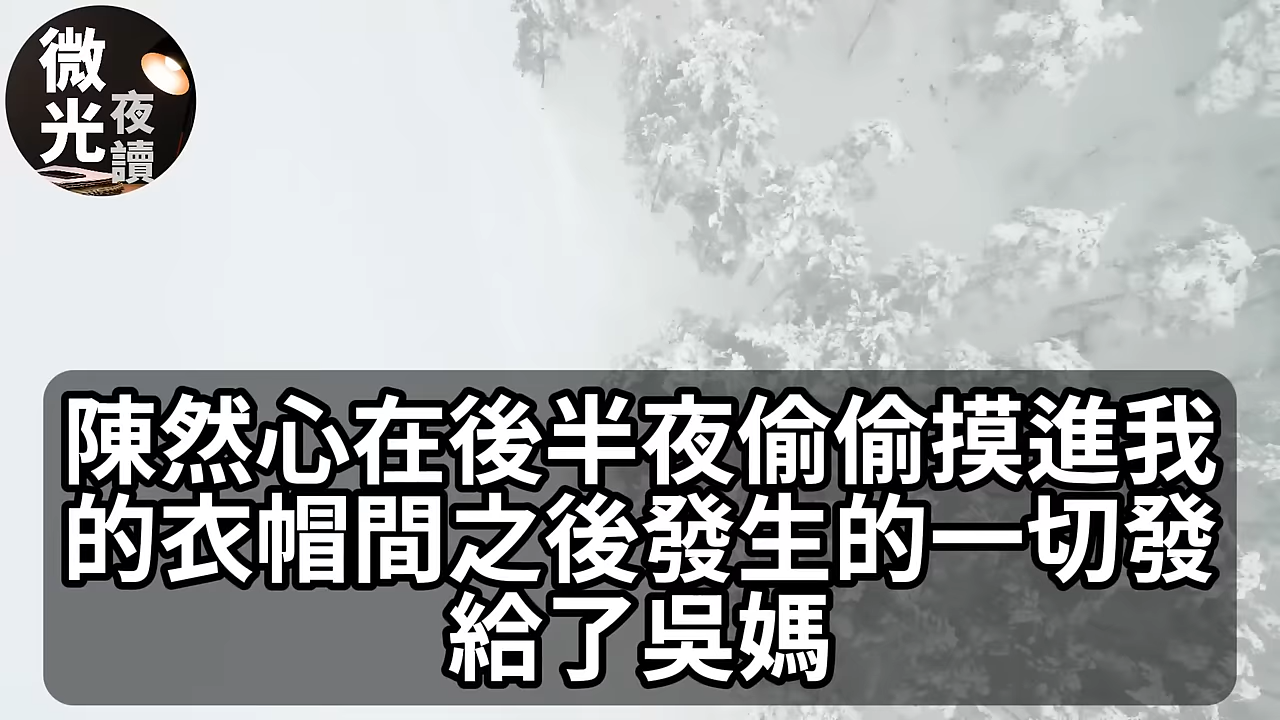 微光
夜讀
陳然心在後半夜偷偷摸進我
的衣帽間之後發生的一切發
給了吳媽